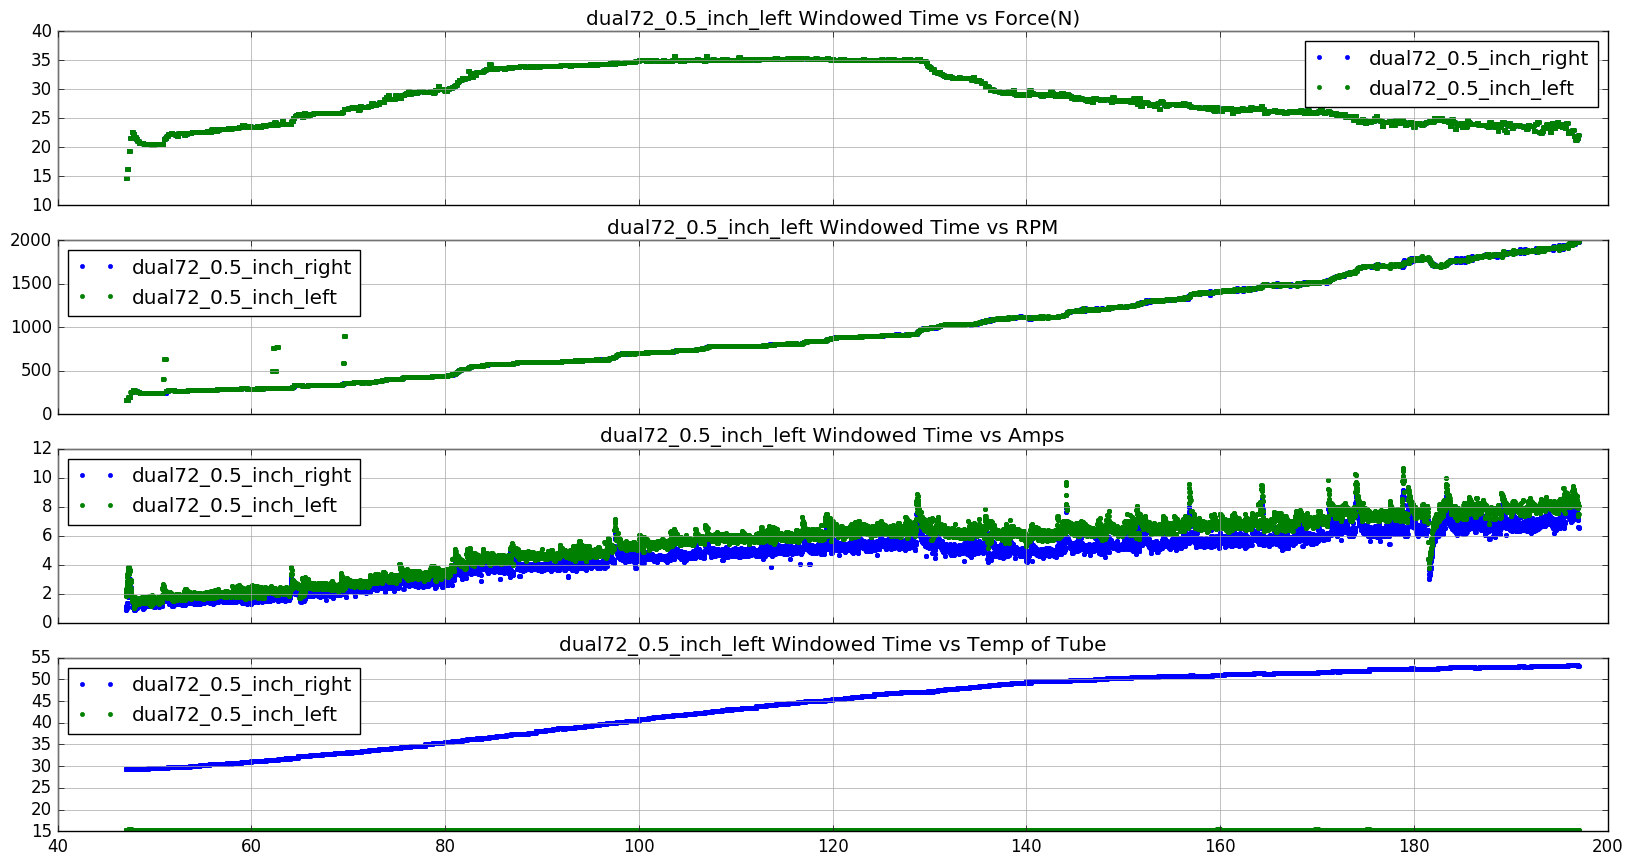 dual72_0.5_inch_left Windowed Time vs Force(N)
40
35
30
25
20
15
10
dual72_0.5_inch_right
dual72_0.5_inch_left
dual72_0.5_inch_left Windowed Time vs RPM
2000
1500
1000
500
0
dual72_0.5_inch_right
dual72_0.5_inch_left
dual72_0.5_inch_left Windowed Time vs Amps
12
10
8
6
4
2
0
dual72_0.5_inch_right
dual72_0.5_inch_left
dual72_0.5_inch_left Windowed Time vs Temp of Tube
55
50
45
40
35
30
25
20
15
dual72_0.5_inch_right
dual72_0.5_inch_left
40 60 80 100 120 140 160 180 200